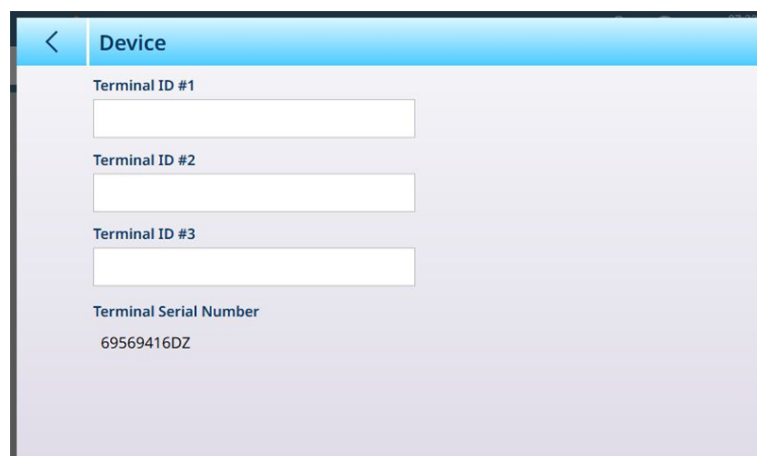 Device
Terminal ID #1
Terminal ID #2
Terminal ID #3
Terminal Serial Number
69569416DZ